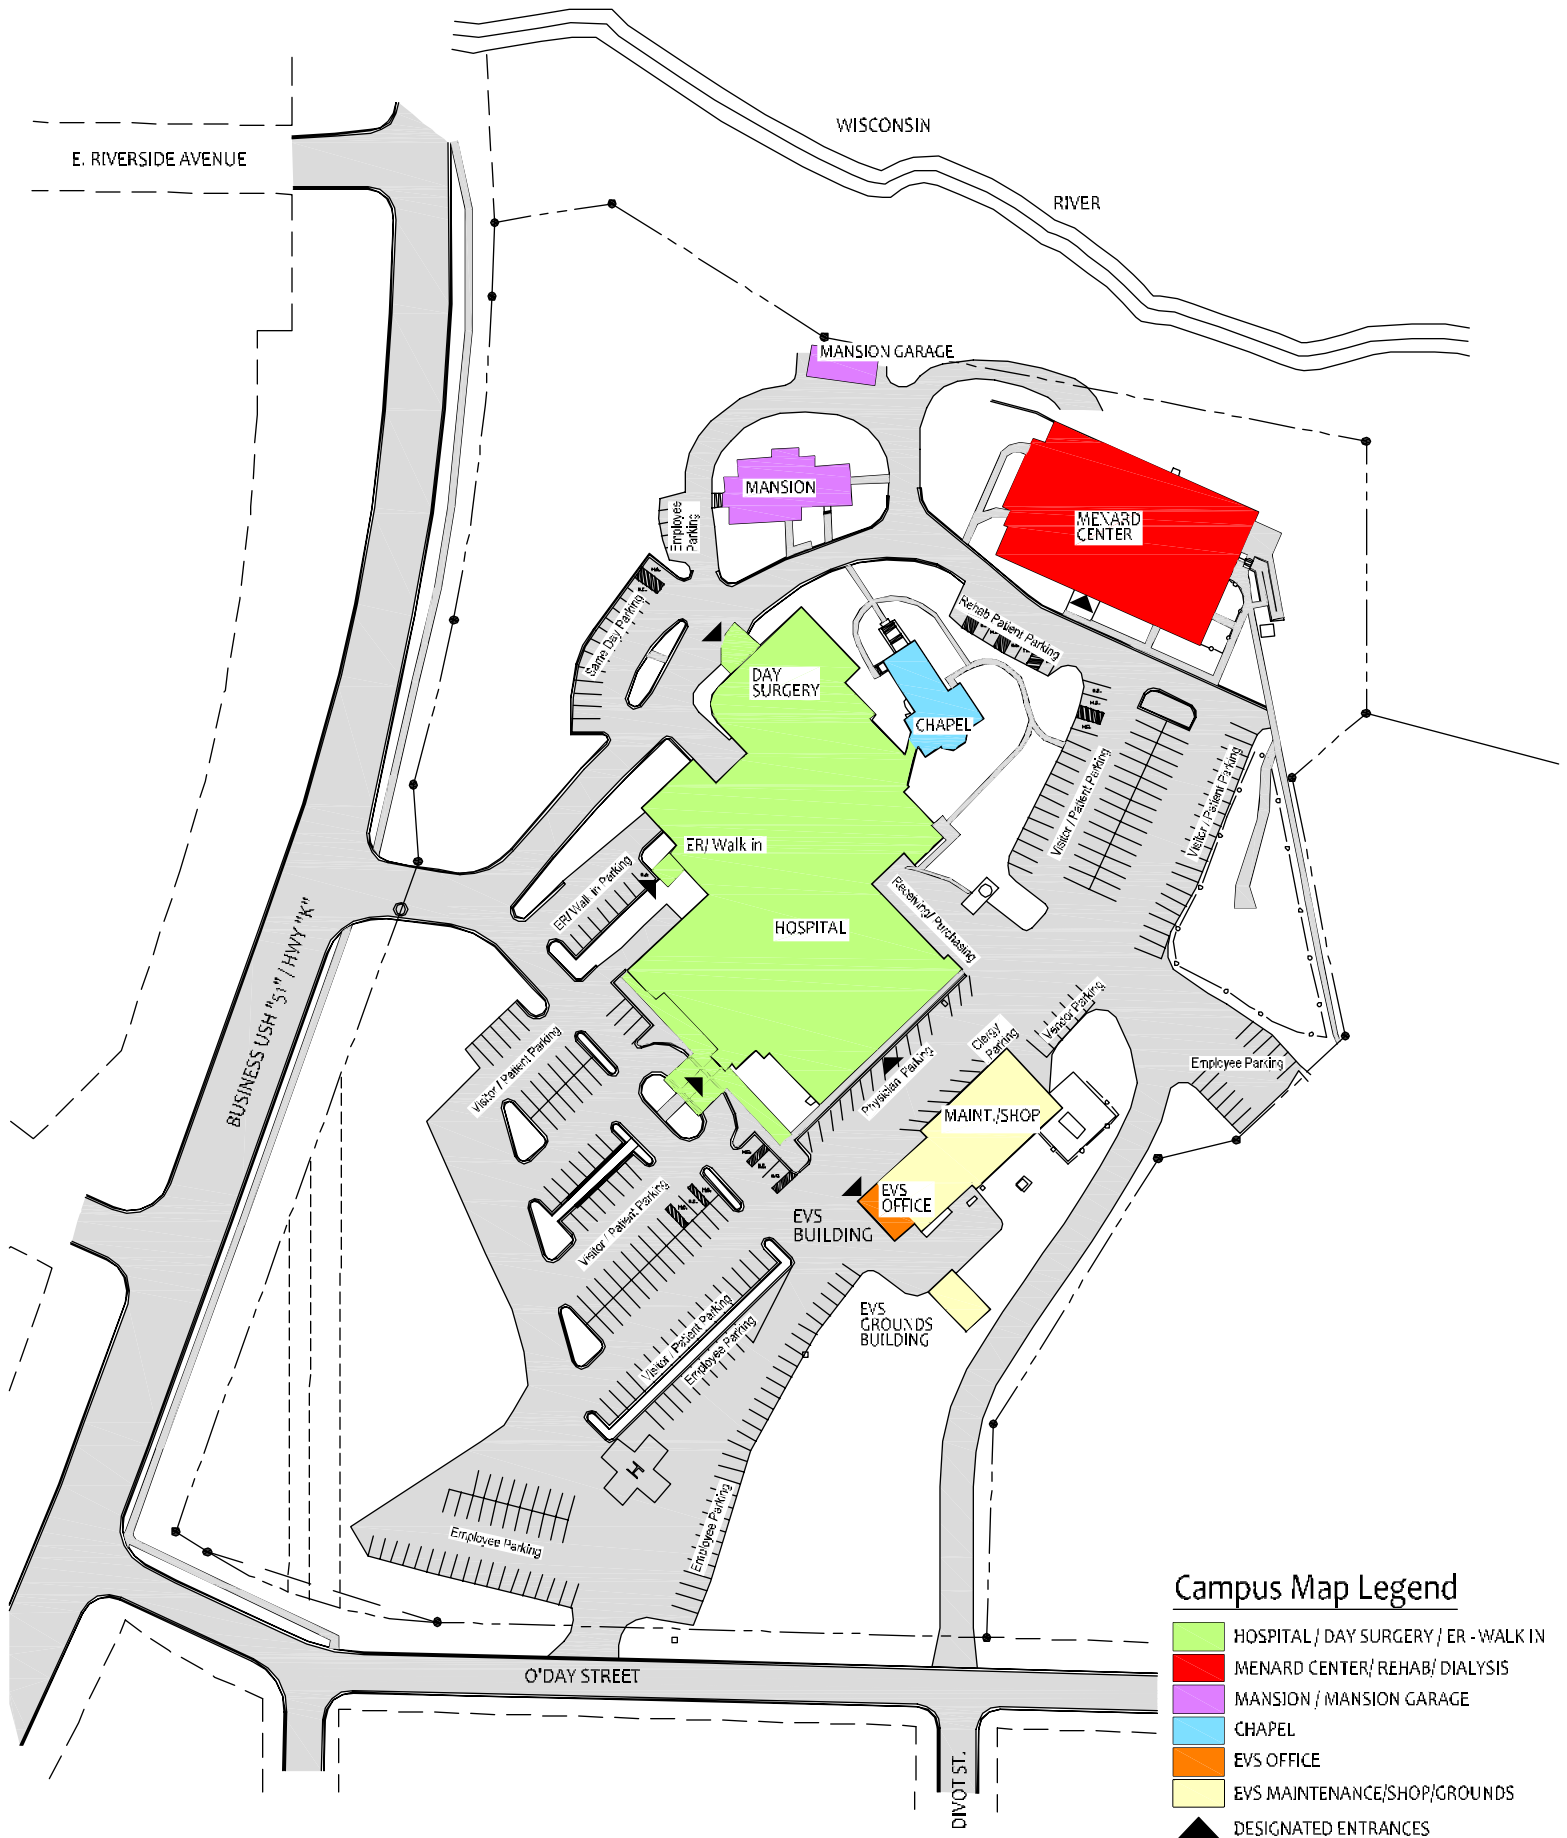 WISCONSIN
E. RIVERSIDE AVENUE
RIVER
MANSION GARAGE
MANSION
Employee
Parking
MENARD
CENTER
Same Day Parking
Rehab Patient Parking
DAY
SURGERY
CHAPEL
Visitor / Patient Parking
Visitor / Patient Parking
ER/ Walk in
ER/ Walk in Parking
Receiving/ Purchasing
HOSPITAL
BUSINESS USH "51" / HWY "K"
Visitor / Patient Parking
Clergy
Parking
Vendor Parking
Physician Parking
Employee Parking
MAINT./SHOP
EVS
OFFICE
EVS
BUILDING
Visitor / Patient Parking
EVS
GROUNDS
BUILDING
Visitor / Patient Parking
Employee Parking
H
Employee Parking
Employee Parking
O'DAY STREET
DIVOT ST.
Campus Map Legend
HOSPITAL / DAY SURGERY / ER - WALK IN
MENARD CENTER/ REHAB/ DIALYSIS
MANSION / MANSION GARAGE
CHAPEL
EVS OFFICE
EVS MAINTENANCE/SHOP/GROUNDS
DESIGNATED ENTRANCES